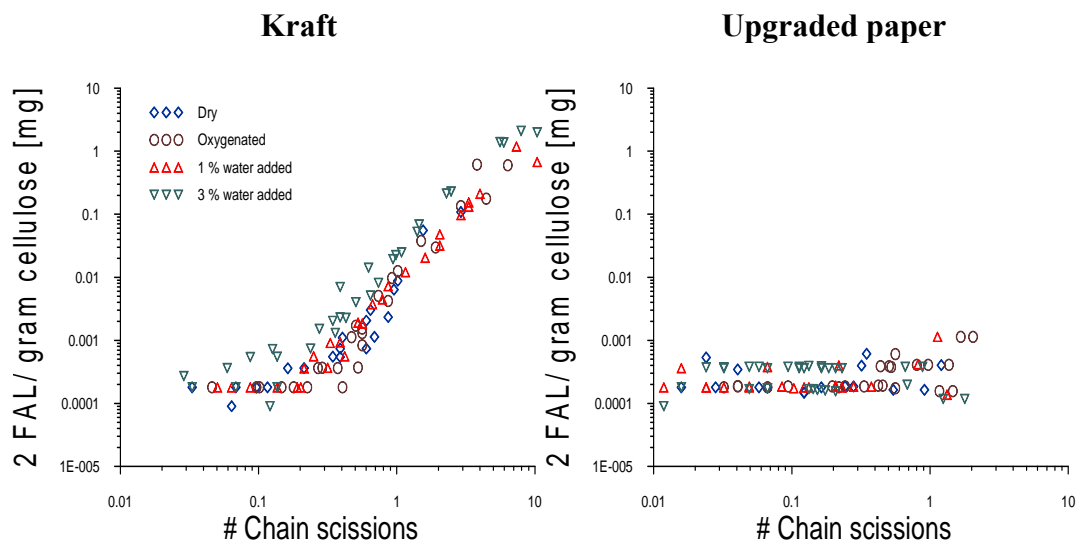 Kraft
Upgraded paper
2 FAL/ gram cellulose [mg]
10
1
0.1
0.01
0.001
0.0001
1E-005
Dry
Oxygenated
1 % water added
3 % water added
0.01
0.1
1
10
# Chain scissions
2 FAL/ gram cellulose [mg]
10
1
0.1
0.01
0.001
0.0001
1E-005
0.01
0.1
1
10
# Chain scissions